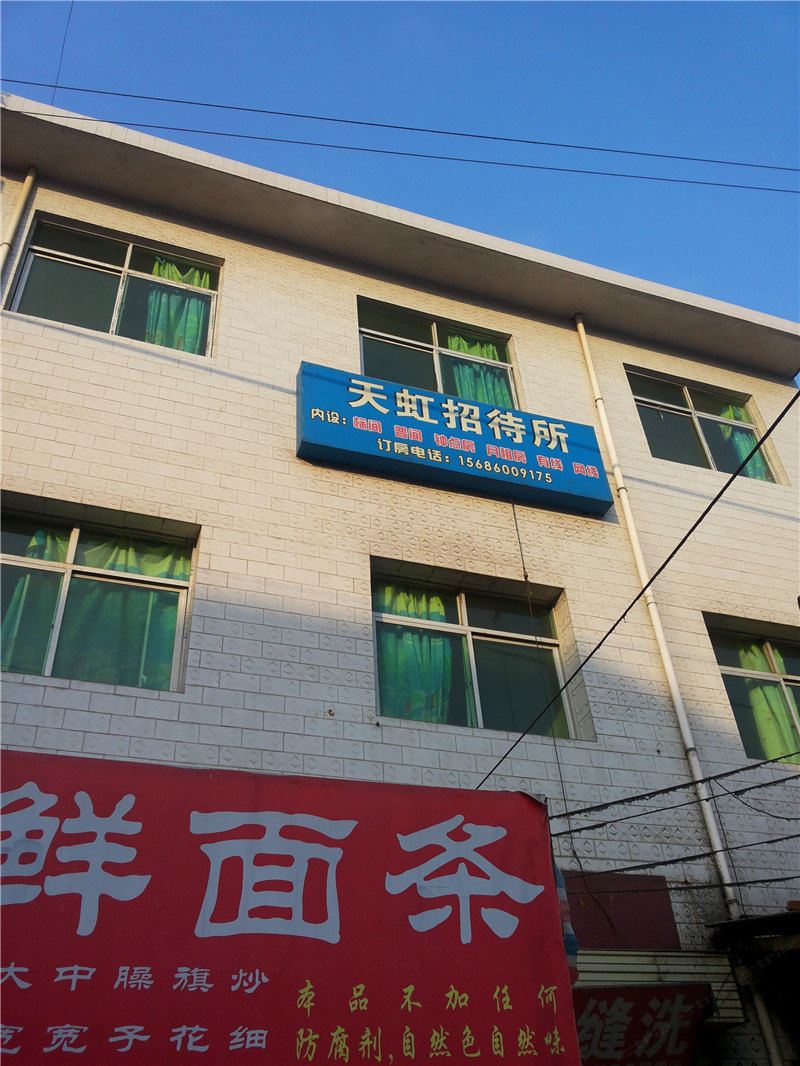 天虹招待所
内设：标间 普间 钟点房 月租房 有线 网线
订房电话：15686009175
鲜面条
大中臊旗炒
宽宽子花细
本品不加任何
防腐剂，自然色自然味
缝洗